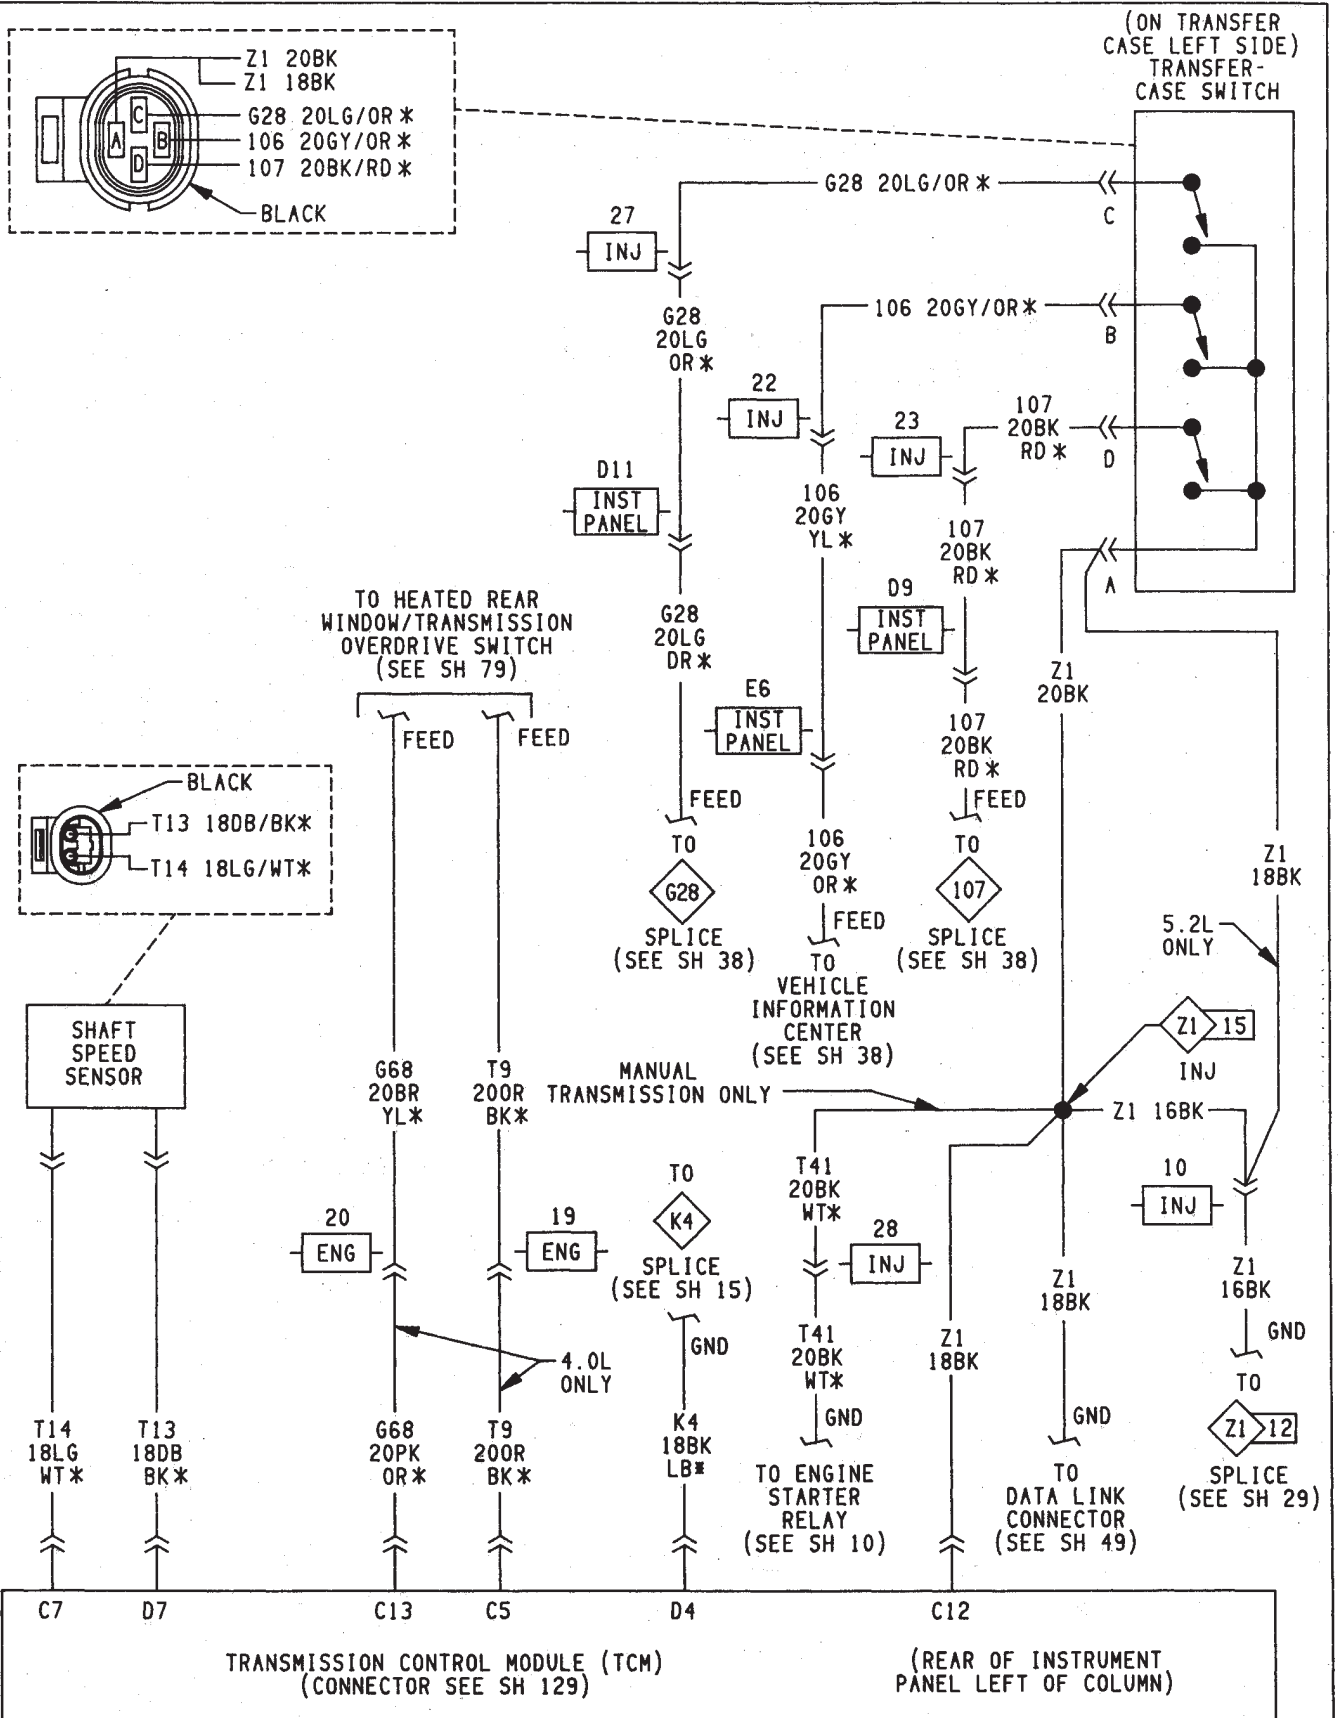 (ON TRANSFER
CASE LEFT SIDE)
TRANSFER-
CASE SWITCH
Z1 20BK
Z1 18BK
G28 20LG/OR*
106 20GY/OR*
107 20BK/RD*
C
A
B
D
BLACK
G28 20LG/OR*
C
27
INJ
G28
20LG
OR*
106 20GY/OR*
B
22
INJ
107
20BK
RD*
D
23
INJ
D11
INST
PANEL
106
20GY
YL*
107
20BK
RD*
A
D9
INST
PANEL
TO HEATED REAR
WINDOW/TRANSMISSION
OVERDRIVE SWITCH
(SEE SH 79)
G28
20LG
DR*
Z1
20BK
E6
INST
PANEL
107
20BK
RD*
FEED
FEED
BLACK
T13 18DB/BK*
T14 18LG/WT*
FEED
TO
G28
SPLICE
(SEE SH 38)
106
20GY
OR*
FEED
TO
VEHICLE
INFORMATION
CENTER
(SEE SH 38)
FEED
TO
107
SPLICE
(SEE SH 38)
Z1
18BK
5.2L
ONLY
SHAFT
SPEED
SENSOR
Z1
15
INJ
G68
20BR
YL*
T9
20OR
BK*
MANUAL
TRANSMISSION ONLY
Z1 16BK
T41
20BK
WT*
TO
K4
SPLICE
(SEE SH 15)
10
INJ
20
ENG
19
ENG
28
INJ
GND
4.0L
ONLY
T41
20BK
WT*
Z1
18BK
Z1
18BK
Z1
16BK
GND
TO
Z1
12
SPLICE
(SEE SH 29)
T14
18LG
WT*
T13
18DB
BK*
G68
20PK
OR*
T9
20OR
BK*
K4
18BK
LB*
GND
TO ENGINE
STARTER
RELAY
(SEE SH 10)
GND
TO
DATA LINK
CONNECTOR
(SEE SH 49)
C7
D7
C13
C5
D4
C12
TRANSMISSION CONTROL MODULE (TCM)
(CONNECTOR SEE SH 129)
(REAR OF INSTRUMENT
PANEL LEFT OF COLUMN)